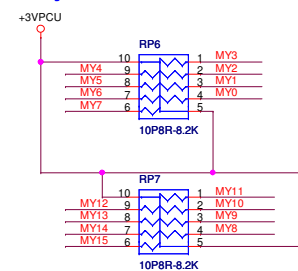 +3VPCU
RP6
10 1 MY3
MY4 9 2 MY2
MY5 8 3 MY1
MY6 7 4 MY0
MY7 6 5
10P8R-8.2K
RP7
10 1 MY11
MY12 9 2 MY10
MY13 8 3 MY9
MY14 7 4 MY8
MY15 6 5
10P8R-8.2K